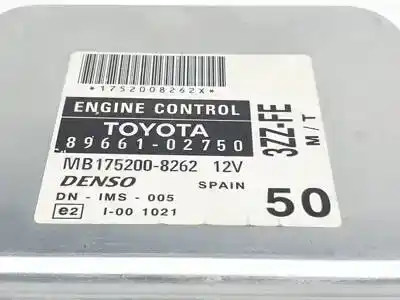 *1752008262X*
ENGINE CONTROL
TOYOTA
89661-02750
MB175200-8262 12V
DENSO SPAIN
DN - IMS - 005
e2 I-00 1021
50
3ZZ-FE
M/T